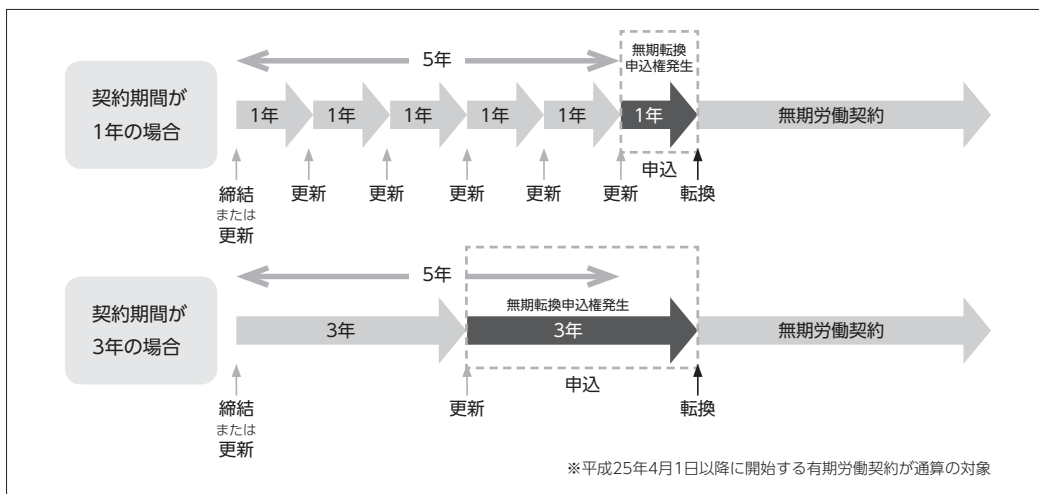 契約期間が
1年の場合
5年
無期転換
申込権発生
1年
1年
1年
1年
1年
1年
無期労働契約
締結
または
更新
更新
更新
更新
更新
更新
申込
転換
契約期間が
3年の場合
5年
無期転換申込権発生
3年
3年
無期労働契約
締結
または
更新
更新
申込
転換
※平成25年4月1日以降に開始する有期労働契約が通算の対象